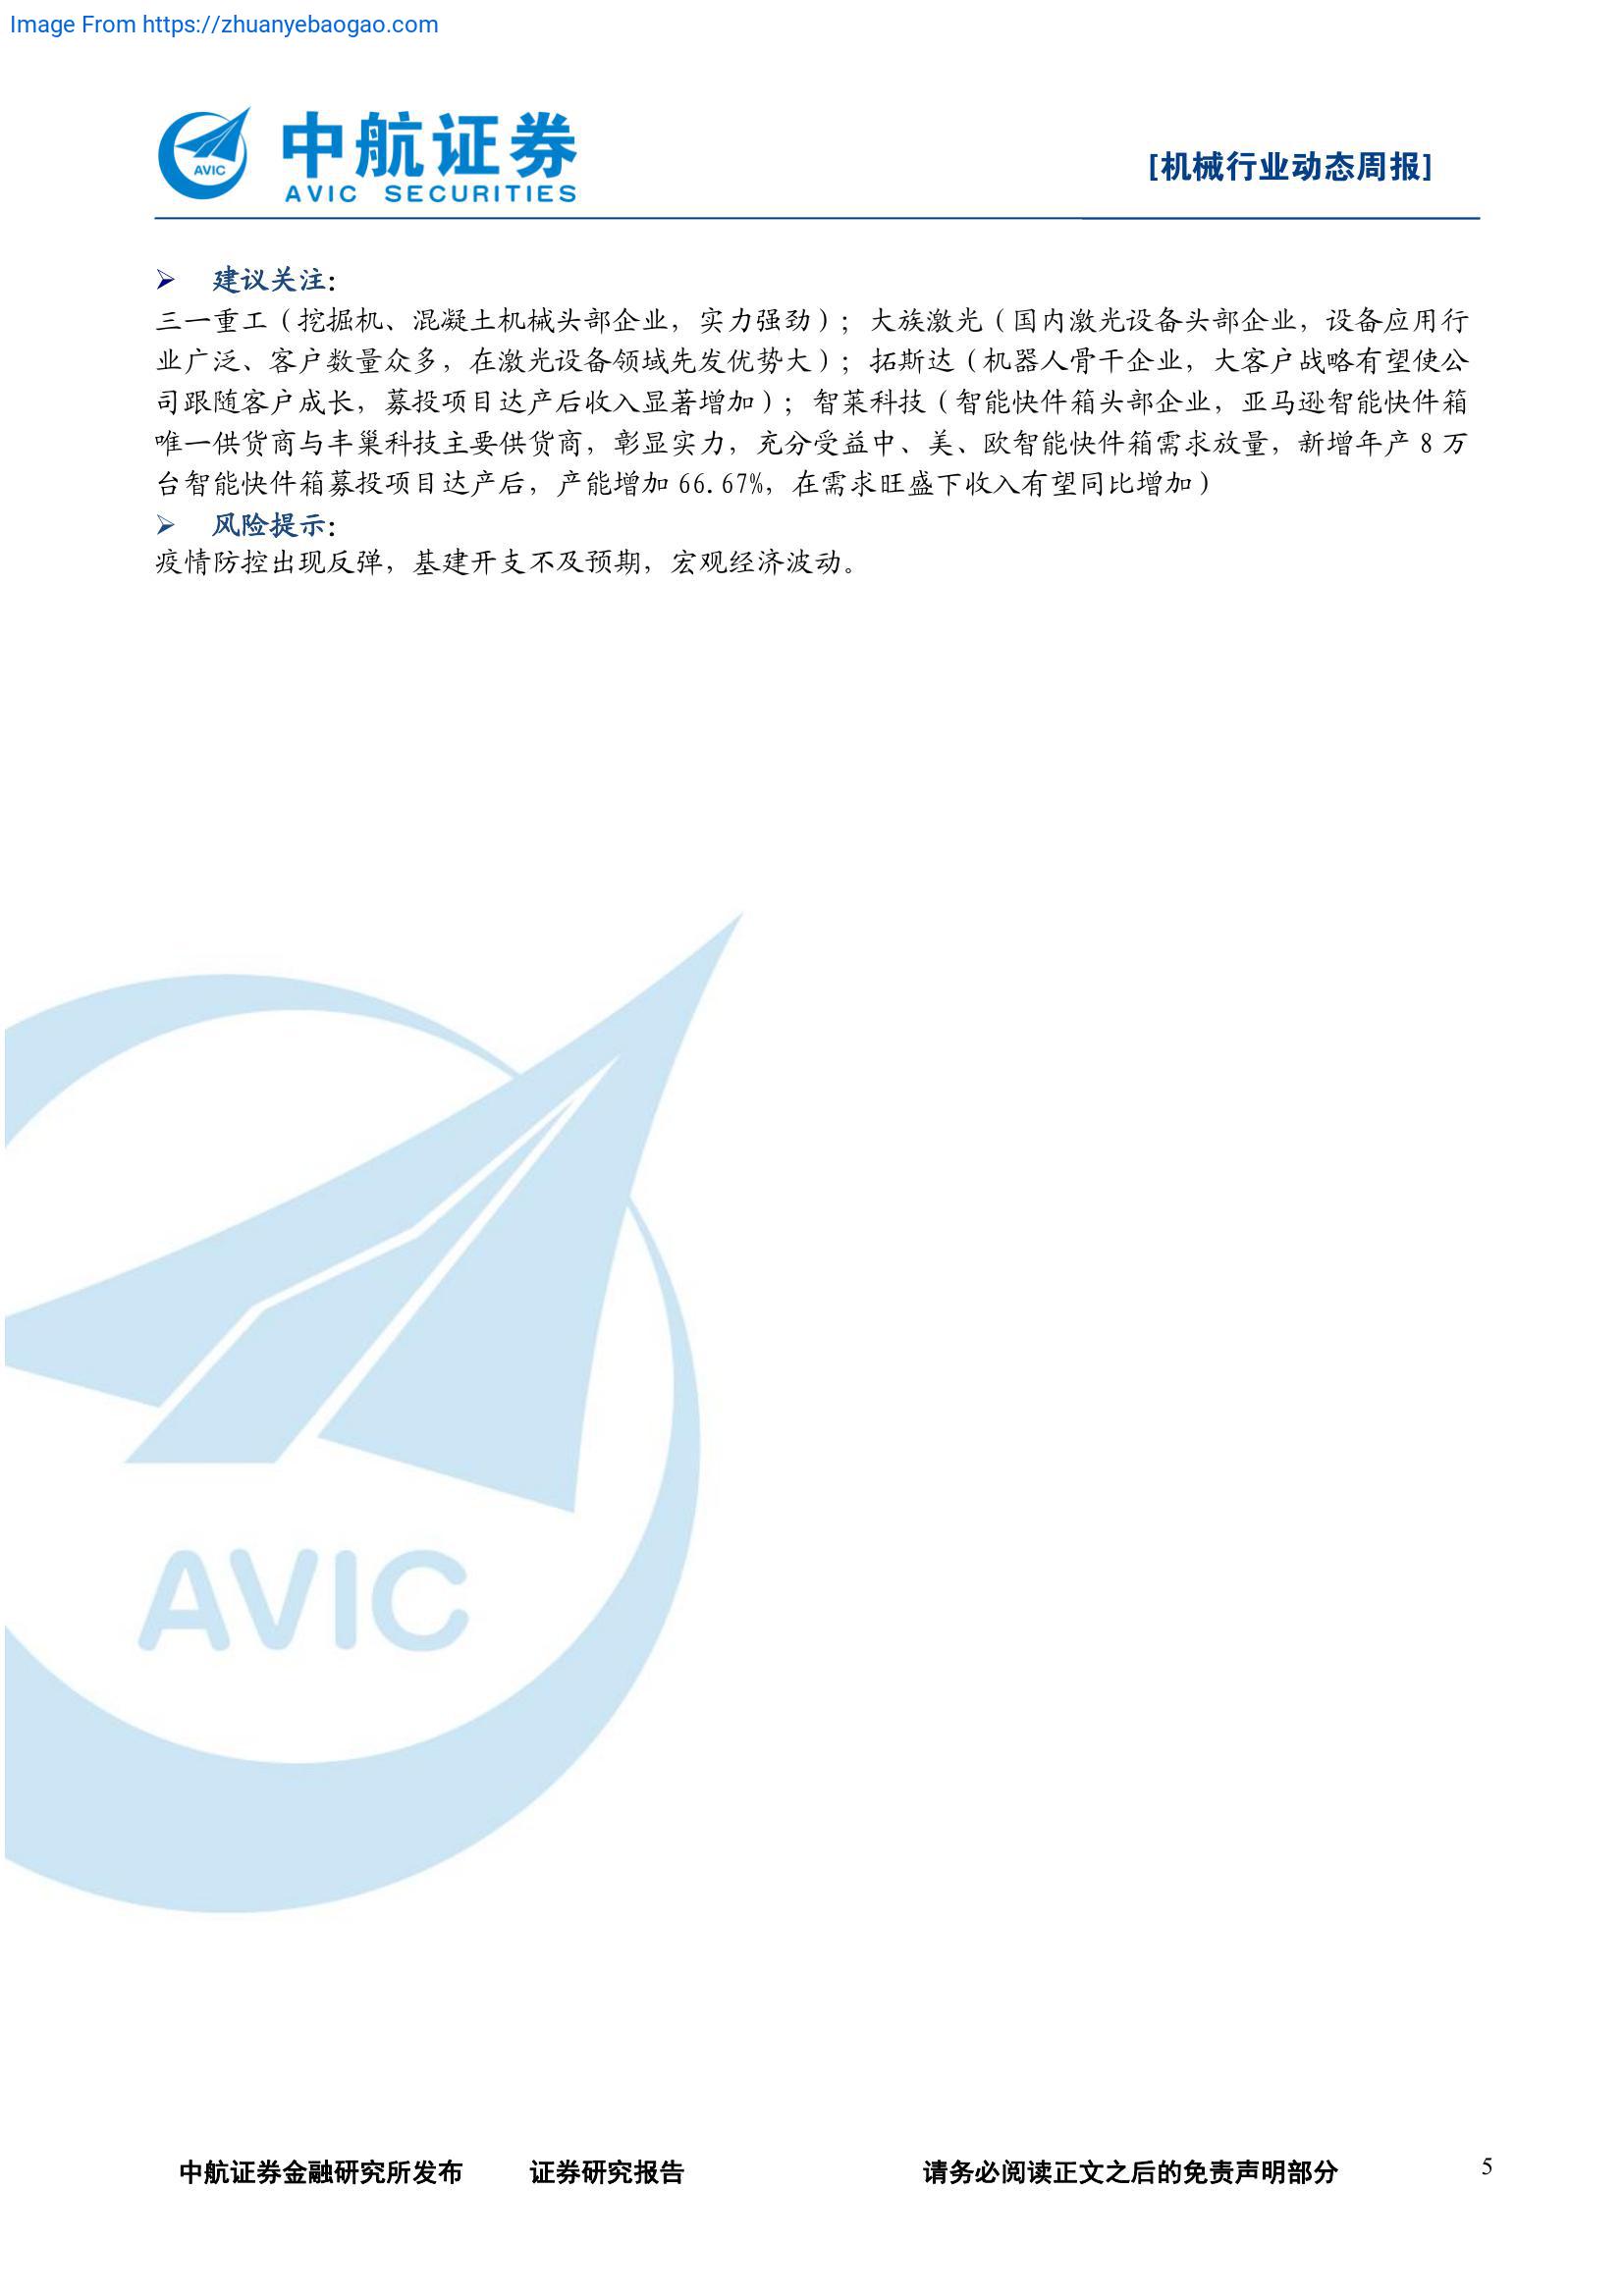 Image From https://zhuanyebaogao.com
AVIC
中航证券
AVIC SECURITIES
[机械行业动态周报]
➢ 建议关注：
三一重工（挖掘机、混凝土机械头部企业，实力强劲）；大族激光（国内激光设备头部企业，设备应用行
业广泛、客户数量众多，在激光设备领域先发优势大）；拓斯达（机器人骨干企业，大客户战略有望使公
司跟随客户成长，募投项目达产后收入显著增加）；智莱科技（智能快件箱头部企业，亚马逊智能快件箱
唯一供货商与丰巢科技主要供货商，彰显实力，充分受益中、美、欧智能快件箱需求放量，新增年产 8 万
台智能快件箱募投项目达产后，产能增加 66.67%，在需求旺盛下收入有望同比增加）
➢ 风险提示：
疫情防控出现反弹，基建开支不及预期，宏观经济波动。
AVIC
中航证券金融研究所发布 证券研究报告 请务必阅读正文之后的免责声明部分 5